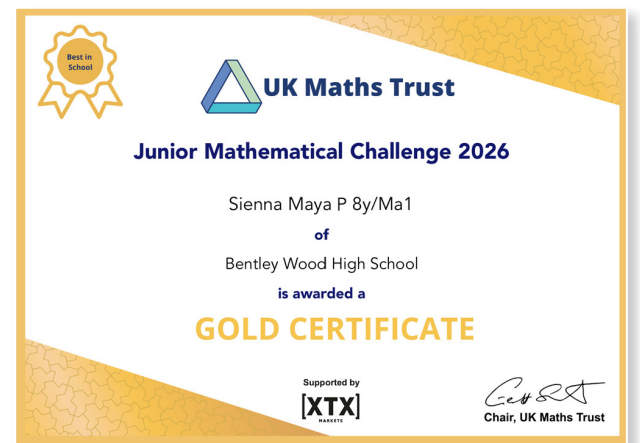 Best in
School
UK Maths Trust
Junior Mathematical Challenge 2026
Sienna Maya P 8y/Ma1
of
Bentley Wood High School
is awarded a
GOLD CERTIFICATE
Supported by
[XTX]
MARKETS
Chair, UK Maths Trust